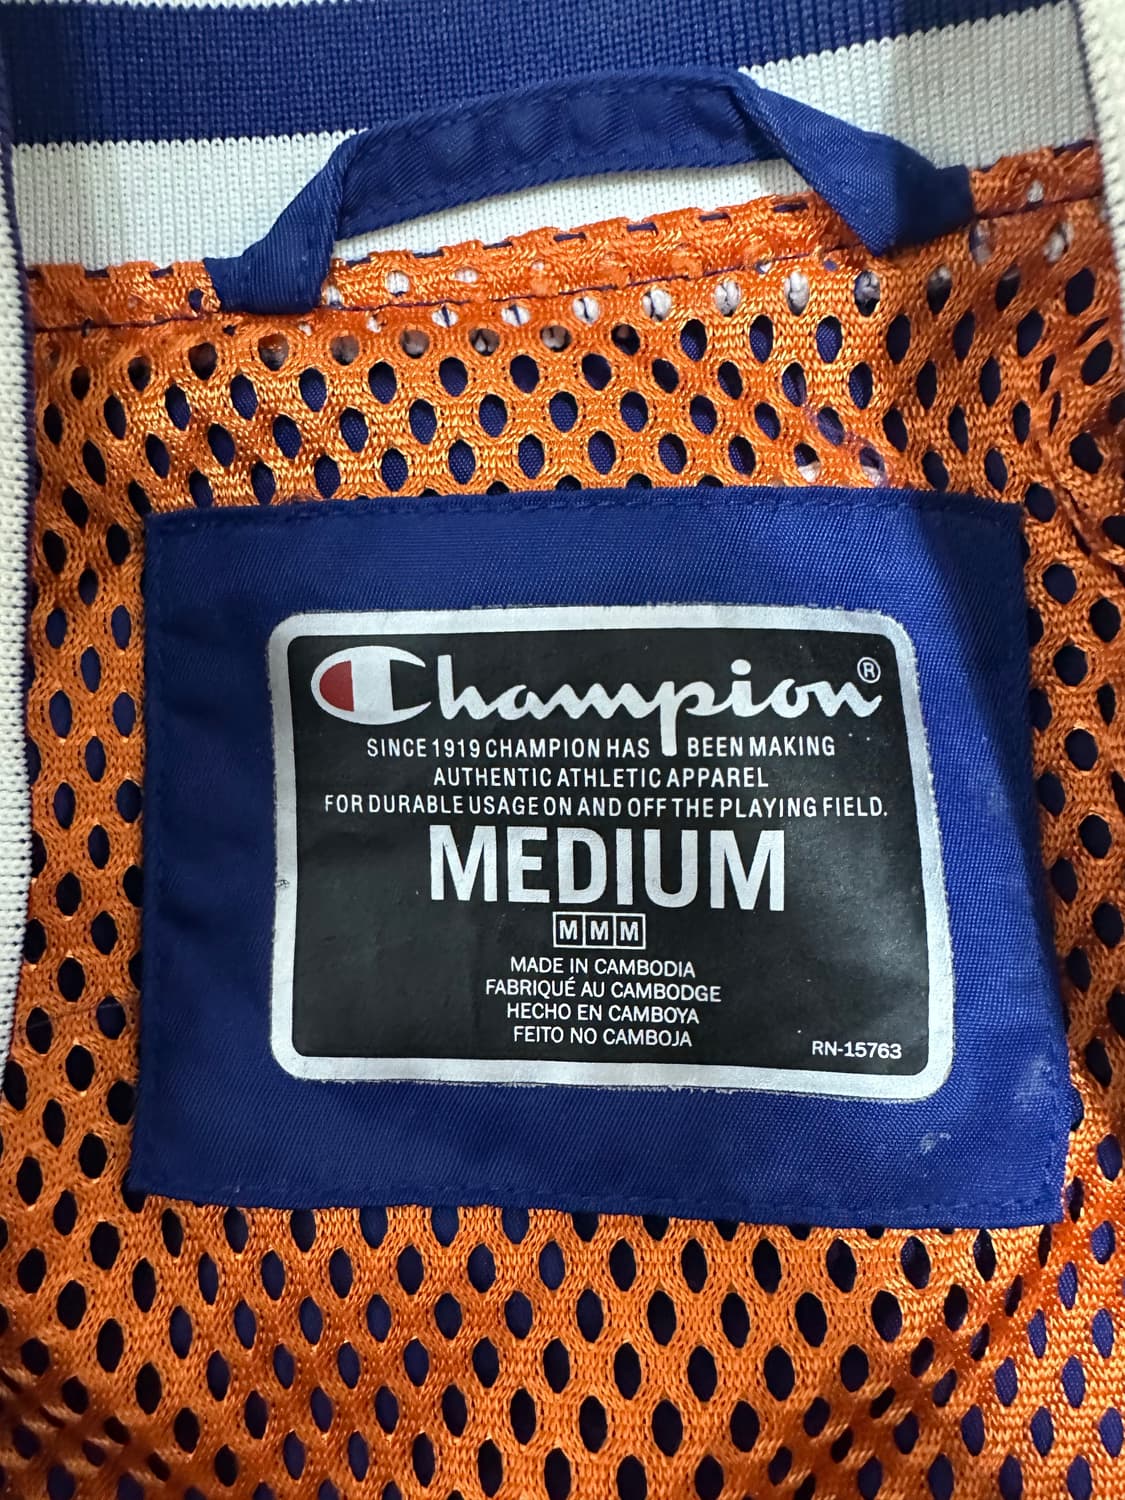 Champion®
SINCE 1919 CHAMPION HAS BEEN MAKING
AUTHENTIC ATHLETIC APPAREL
FOR DURABLE USAGE ON AND OFF THE PLAYING FIELD.
MEDIUM
M M M
MADE IN CAMBODIA
FABRIQUÉ AU CAMBODGE
HECHO EN CAMBOYA
FEITO NO CAMBOJA
RN-15763